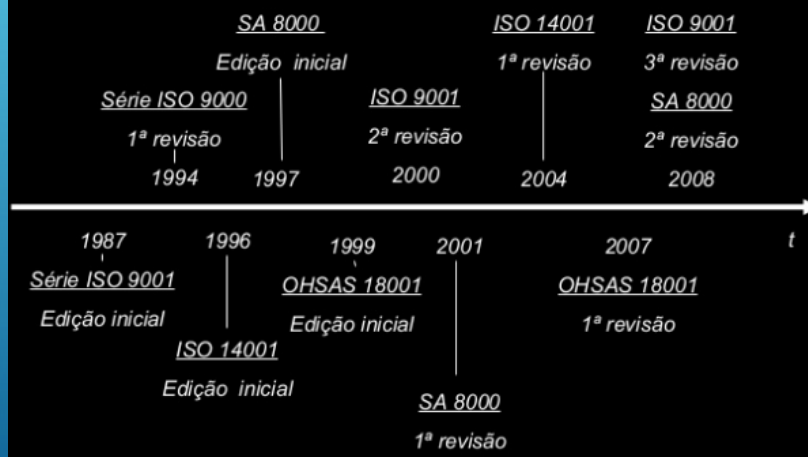 SA 8000
Edição inicial
ISO 14001
1ª revisão
ISO 9001
3ª revisão
Série ISO 9000
1ª revisão
ISO 9001
2ª revisão
SA 8000
2ª revisão
1994
1997
2000
2004
2008
1987
1996
1999
2001
2007
t
Série ISO 9001
Edição inicial
OHSAS 18001
Edição inicial
OHSAS 18001
1ª revisão
ISO 14001
Edição inicial
SA 8000
1ª revisão